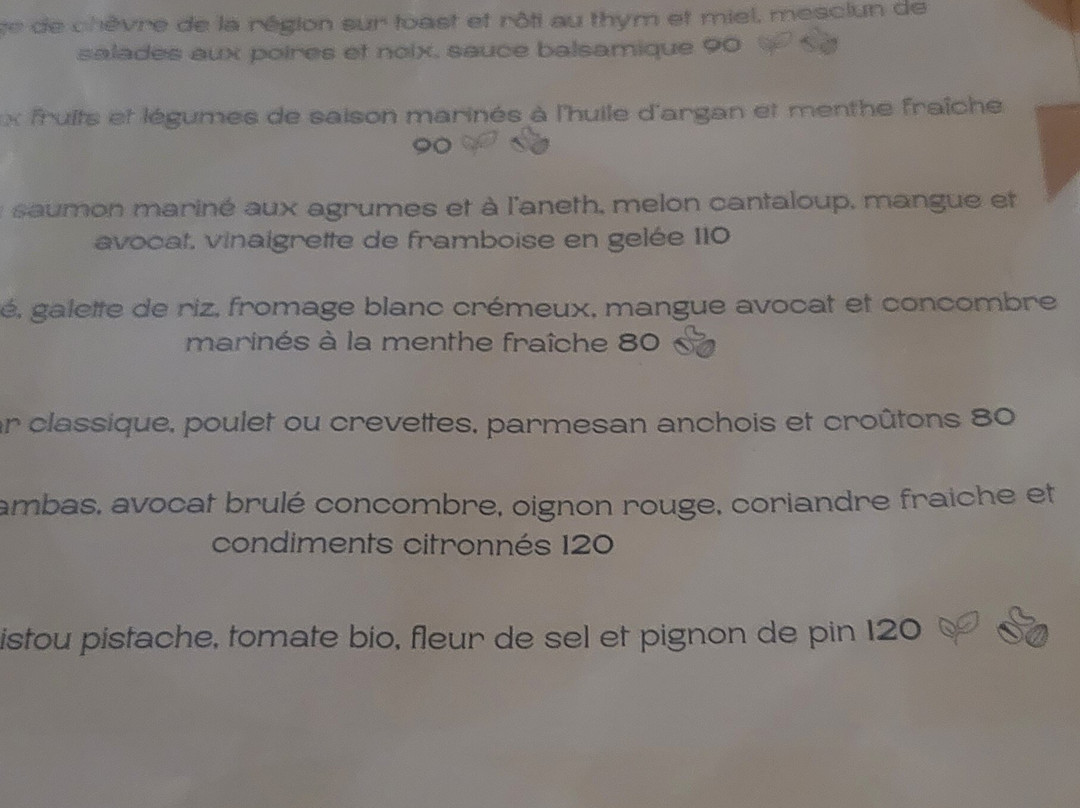 ge de chèvre de la région sur toast et rôti au thym et miel, mesclun de
salades aux poires et noix, sauce balsamique 90
x fruits et légumes de saison marinés à l'huile d'argan et menthe fraîche
90
saumon mariné aux agrumes et à l'aneth, melon cantaloup, mangue et
avocat, vinaigrette de framboise en gelée 110
é, galette de riz, fromage blanc crémeux, mangue avocat et concombre
marinés à la menthe fraîche 80
ar classique, poulet ou crevettes, parmesan anchois et croûtons 80
ambas, avocat brulé concombre, oignon rouge, coriandre fraiche et
condiments citronnés 120
istou pistache, tomate bio, fleur de sel et pignon de pin 120